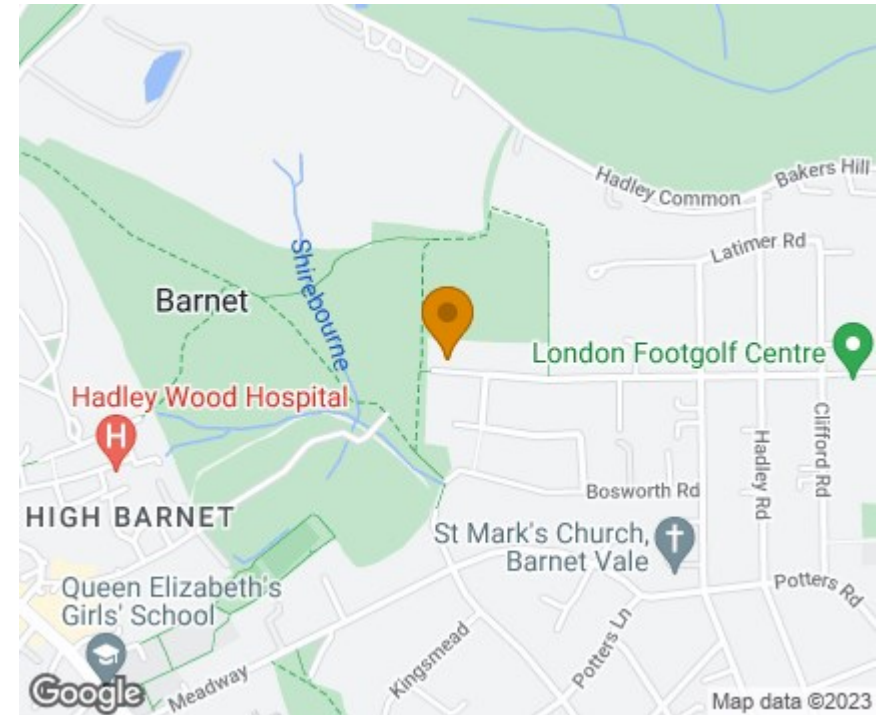 Hadley Common
Bakers Hill
Latimer Rd
Shirebourne
Barnet
London Footgolf Centre
Hadley Wood Hospital
H
Hadley Rd
Clifford Rd
Bosworth Rd
HIGH BARNET
St Mark's Church,
Barnet Vale
Queen Elizabeth's
Girls' School
Potters Rd
Potters Ln
Kingsmead
Meadway
Google
Map data ©2023